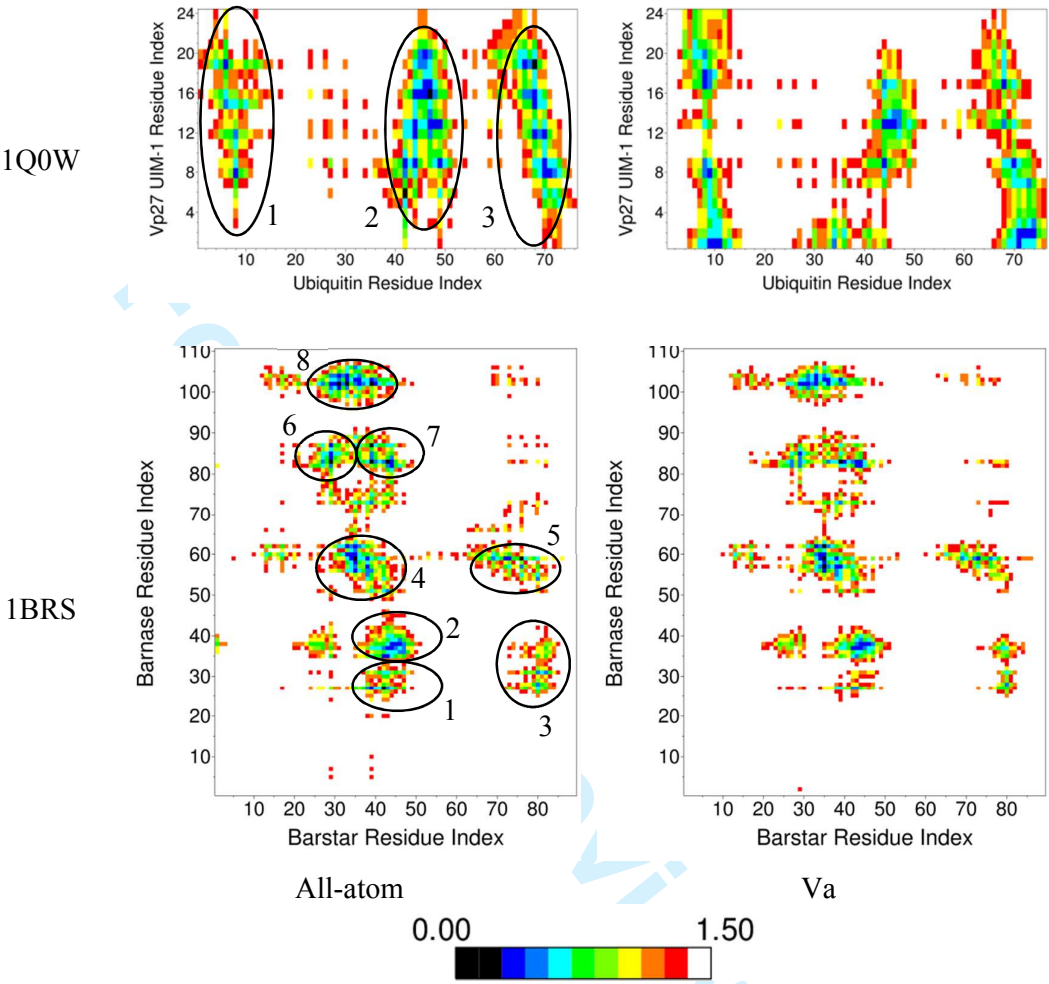 1Q0W
Vp27 UIM-1 Residue Index
24
20
16
12
8
4
1
2
3
10 20 30 40 50 60 70
Ubiquitin Residue Index
Vp27 UIM-1 Residue Index
24
20
16
12
8
4
10 20 30 40 50 60 70
Ubiquitin Residue Index
1BRS
Barnase Residue Index
110
100
90
80
70
60
50
40
30
20
10
8
6
7
5
4
2
1
3
10 20 30 40 50 60 70 80
Barstar Residue Index
All-atom
Barnase Residue Index
110
100
90
80
70
60
50
40
30
20
10
10 20 30 40 50 60 70 80
Barstar Residue Index
Va
0.00 1.50